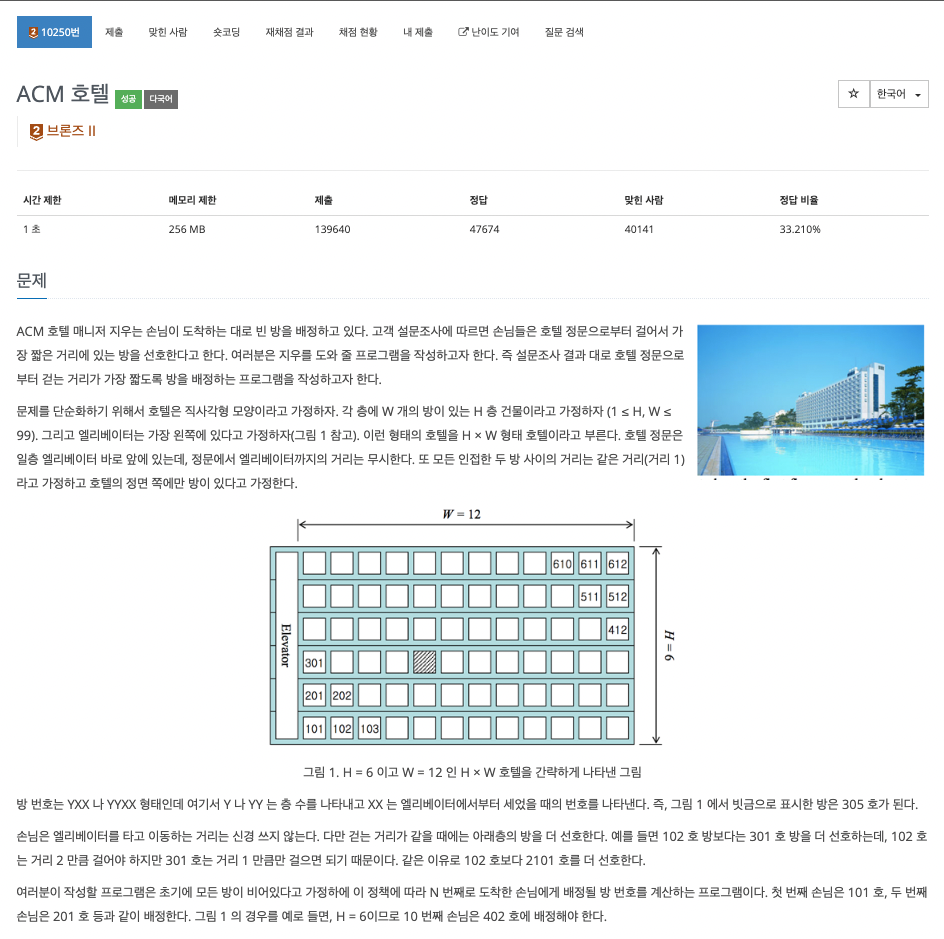 2 10250번 제출 맞힌 사람 숏코딩 재채점 결과 채점 현황 내 제출 난이도 기여 질문 검색
ACM 호텔 성공 다국어 ☆ 한국어
2 브론즈 II
시간 제한 메모리 제한 제출 정답 맞힌 사람 정답 비율
1 초 256 MB 139640 47674 40141 33.210%
문제
ACM 호텔 매니저 지우는 손님이 도착하는 대로 빈 방을 배정하고 있다. 고객 설문조사에 따르면 손님들은 호텔 정문으로부터 걸어서 가
장 짧은 거리에 있는 방을 선호한다고 한다. 여러분은 지우를 도와 줄 프로그램을 작성하고자 한다. 즉 설문조사 결과 대로 호텔 정문으로
부터 걷는 거리가 가장 짧도록 방을 배정하는 프로그램을 작성하고자 한다.
문제를 단순화하기 위해서 호텔은 직사각형 모양이라고 가정하자. 각 층에 W 개의 방이 있는 H 층 건물이라고 가정하자 (1 ≤ H, W ≤
99). 그리고 엘리베이터는 가장 왼쪽에 있다고 가정하자(그림 1 참고). 이런 형태의 호텔을 H × W 형태 호텔이라고 부른다. 호텔 정문은
일층 엘리베이터 바로 앞에 있는데, 정문에서 엘리베이터까지의 거리는 무시한다. 또 모든 인접한 두 방 사이의 거리는 같은 거리(거리 1)
라고 가정하고 호텔의 정면 쪽에만 방이 있다고 가정한다.
W = 12
610 611 612
511 512
412
301
201 202
101 102 103
Elevator
H = 6
그림 1. H = 6 이고 W = 12 인 H × W 호텔을 간략하게 나타낸 그림
방 번호는 YXX 나 YYXX 형태인데 여기서 Y 나 YY 는 층 수를 나타내고 XX 는 엘리베이터에서부터 세었을 때의 번호를 나타낸다. 즉, 그림 1 에서 빗금으로 표시한 방은 305 호가 된다.
손님은 엘리베이터를 타고 이동하는 거리는 신경 쓰지 않는다. 다만 걷는 거리가 같을 때에는 아래층의 방을 더 선호한다. 예를 들면 102 호 방보다는 301 호 방을 더 선호하는데, 102 호
는 거리 2 만큼 걸어야 하지만 301 호는 거리 1 만큼만 걸으면 되기 때문이다. 같은 이유로 102 호보다 2101 호를 더 선호한다.
여러분이 작성할 프로그램은 초기에 모든 방이 비어있다고 가정하에 이 정책에 따라 N 번째로 도착한 손님에게 배정될 방 번호를 계산하는 프로그램이다. 첫 번째 손님은 101 호, 두 번째
손님은 201 호 등과 같이 배정한다. 그림 1 의 경우를 예로 들면, H = 6이므로 10 번째 손님은 402 호에 배정해야 한다.